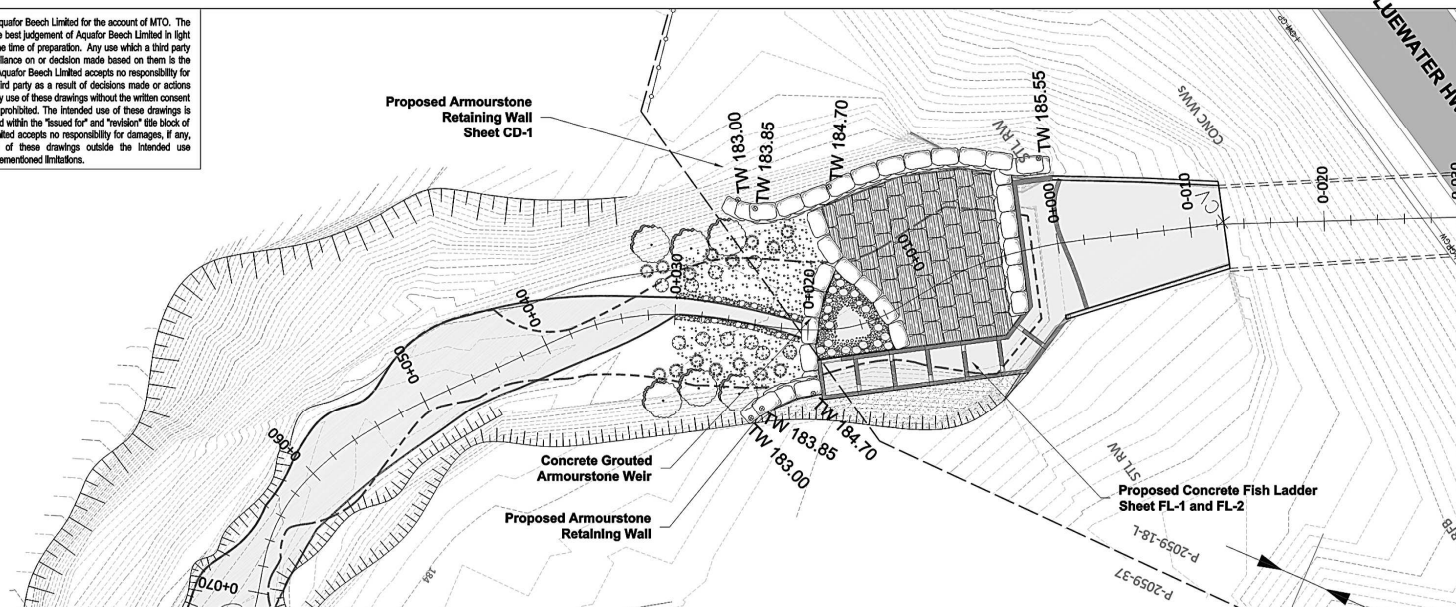 quafor Beech Limited for the account of MTO. The
e best judgement of Aquafor Beech Limited in light
he time of preparation. Any use which a third party
liance on or decision made based on them is the
Aquafor Beech Limited accepts no responsibility for
ird party as a result of decisions made or actions
y use of these drawings without the written consent
prohibited. The intended use of these drawings is
d within the "issued for" and "revision" title block of
ited accepts no responsibility for damages, if any,
of these drawings outside the intended use
ementioned limitations.
LUEWATER H
CONC WWs
Proposed Armourstone
Retaining Wall
Sheet CD-1
TW 183.00
TW 183.85
TW 184.70
STL RW
TW 185.55
0+000
0-010
0-020
0+010
0+020
0+030
0+040
0+050
0+060
0+070
TW 184.70
TW 183.85
TW 183.00
Concrete Grouted
Armourstone Weir
Proposed Armourstone
Retaining Wall
STL RW
Proposed Concrete Fish Ladder
Sheet FL-1 and FL-2
P-2059-18-L
P-2059-37
184